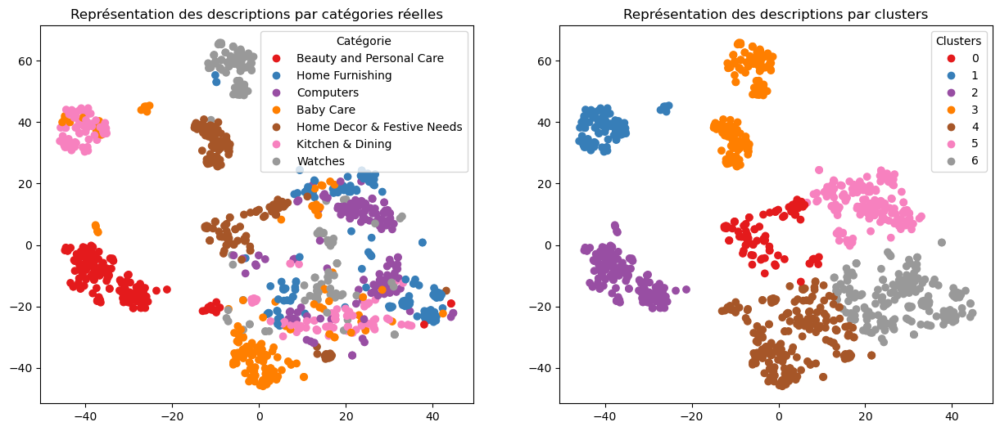 Représentation des descriptions par catégories réelles
Catégorie
Beauty and Personal Care
Home Furnishing
Computers
Baby Care
Home Decor & Festive Needs
Kitchen & Dining
Watches
60
40
20
0
−20
−40
−40
−20
0
20
40
Représentation des descriptions par clusters
Clusters
0
1
2
3
4
5
6
60
40
20
0
−20
−40
−40
−20
0
20
40